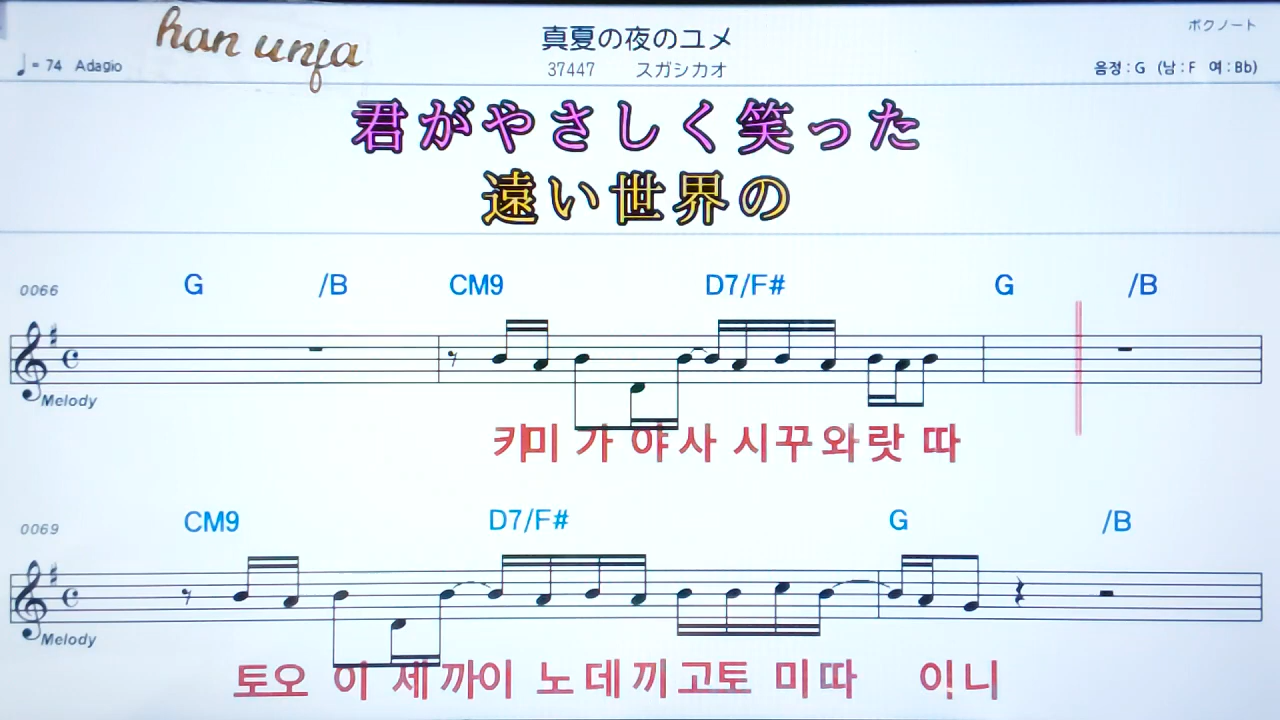 han unja
真夏の夜のユメ
ボクノート
♩= 74 Adagio
37447 スガシカオ
음정 : G (남 : F 여 : Bb)
君がやさしく笑った
遠い世界の
G /B CM9 D7/F# G /B
0066
Melody
키미 가 야 사 시꾸와랏 따
CM9 D7/F# G /B
0069
Melody
토오 이 세까이 노 데끼고토 미따 이니